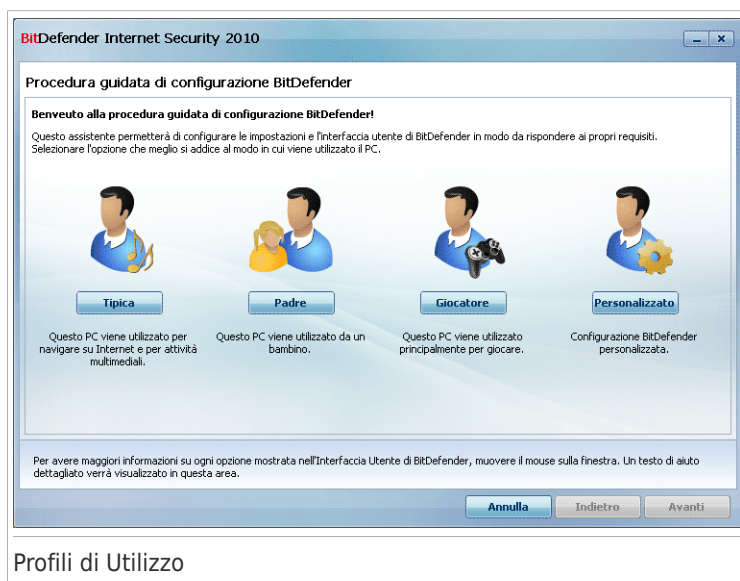 BitDefender Internet Security 2010
Procedura guidata di configurazione BitDefender
Benveuto alla procedura guidata di configurazione BitDefender!
Questo assistente permetterà di configurare le impostazioni e l'interfaccia utente di BitDefender in modo da rispondere ai propri requisiti.
Selezionare l'opzione che meglio si addice al modo in cui viene utilizzato il PC.
Tipica
Questo PC viene utilizzato per
navigare su Internet e per attività
multimediali.
Padre
Questo PC viene utilizzato da un
bambino.
Giocatore
Questo PC viene utilizzato
principalmente per giocare.
Personalizzato
Configurazione BitDefender
personalizzata.
Per avere maggiori informazioni su ogni opzione mostrata nell'Interfaccia Utente di BitDefender, muovere il mouse sulla finestra. Un testo di aiuto
dettagliato verrà visualizzato in questa area.
Annulla
Indietro
Avanti
Profili di Utilizzo